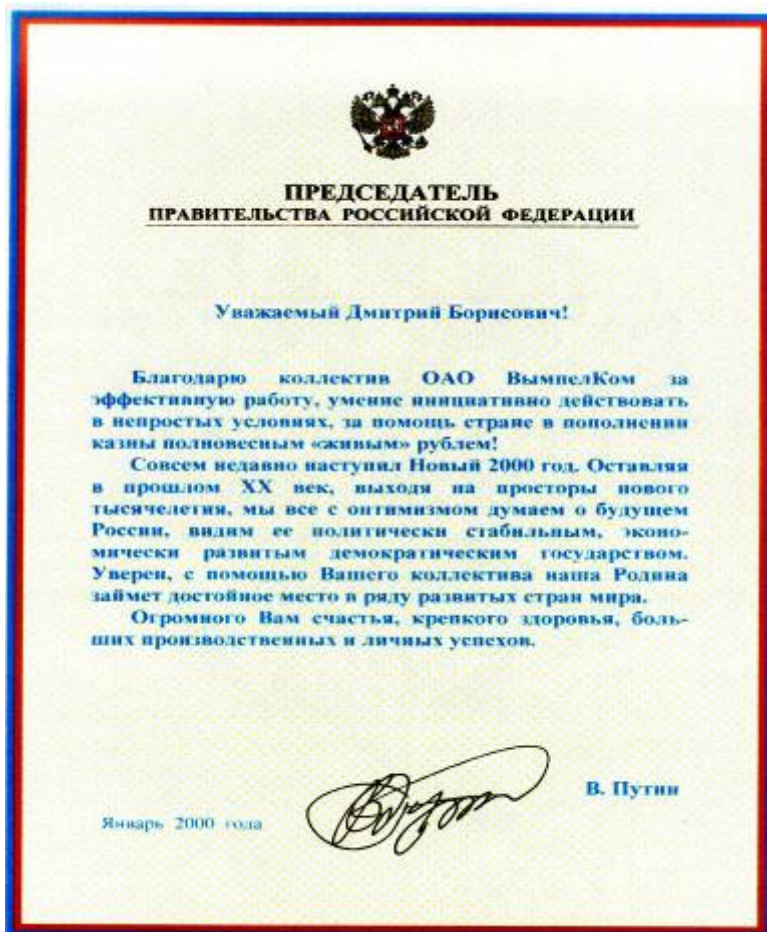 ПРЕДСЕДАТЕЛЬ
ПРАВИТЕЛЬСТВА РОССИЙСКОЙ ФЕДЕРАЦИИ
Уважаемый Дмитрий Борисович!
Благодарю коллектив ОАО ВымпелКом за
эффективную работу, умение инициативно действовать
в непростых условиях, за помощь стране в пополнении
казны полновесным «живым» рублем!
Совсем недавно наступил Новый 2000 год. Оставляя
в прошлом XX век, выходя на просторы нового
тысячелетия, мы все с оптимизмом думаем о будущем
России, видим ее политически стабильным, эконо-
мически развитым демократическим государством.
Уверен, с помощью Вашего коллектива наша Родина
займет достойное место в ряду развитых стран мира.
Огромного Вам счастья, крепкого здоровья, боль-
ших производственных и личных успехов.
В. Путин
Январь 2000 года